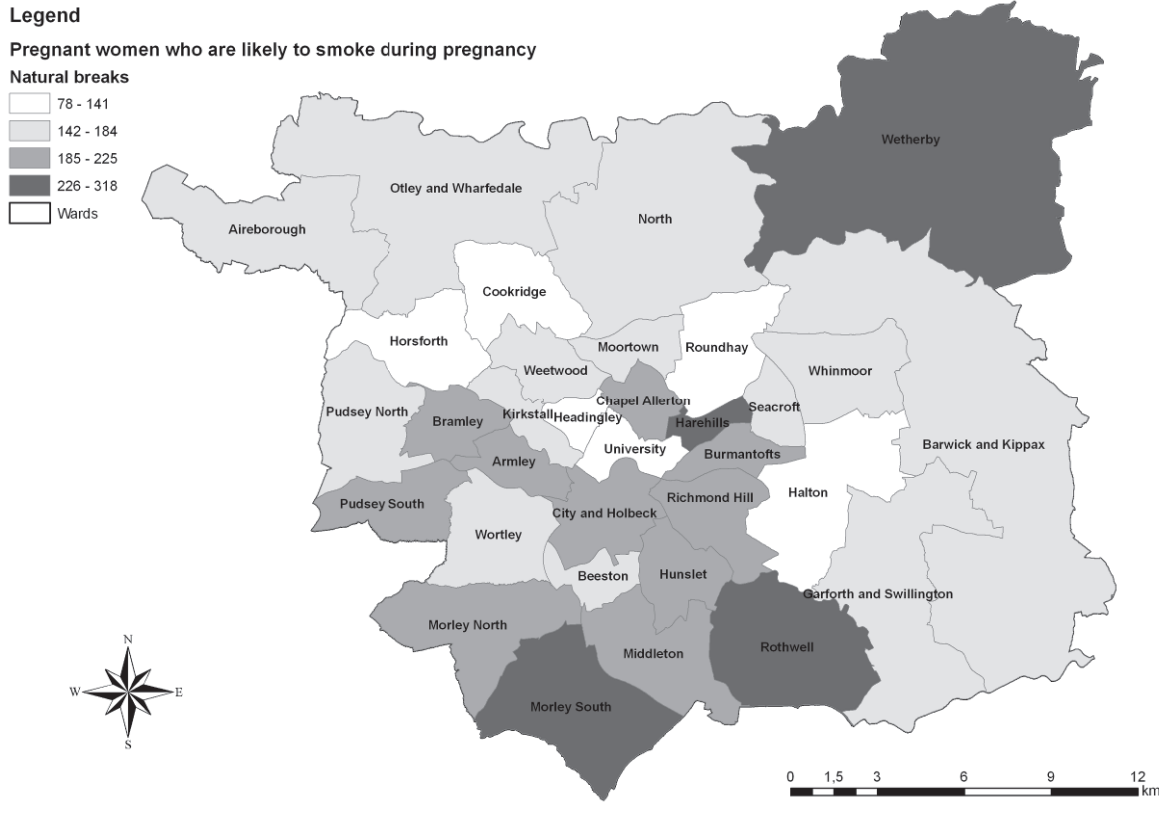 Legend
Pregnant women who are likely to smoke during pregnancy
Natural breaks
78 - 141
142 - 184
185 - 225
226 - 318
Wards
Wetherby
Otley and Wharfedale
North
Aireborough
Cookridge
Horsforth
Moortown
Roundhay
Weetwood
Whinmoor
Chapel Allerton
Pudsey North
Kirkstall
Headingley
Seacroft
Bramley
Harehills
University
Barwick and Kippax
Burmantofts
Armley
Halton
Richmond Hill
Pudsey South
City and Holbeck
Wortley
Beeston
Hunslet
Garforth and Swillington
Morley North
Middleton
Rothwell
Morley South
N
W
E
S
0 1,5 3 6 9 12
km